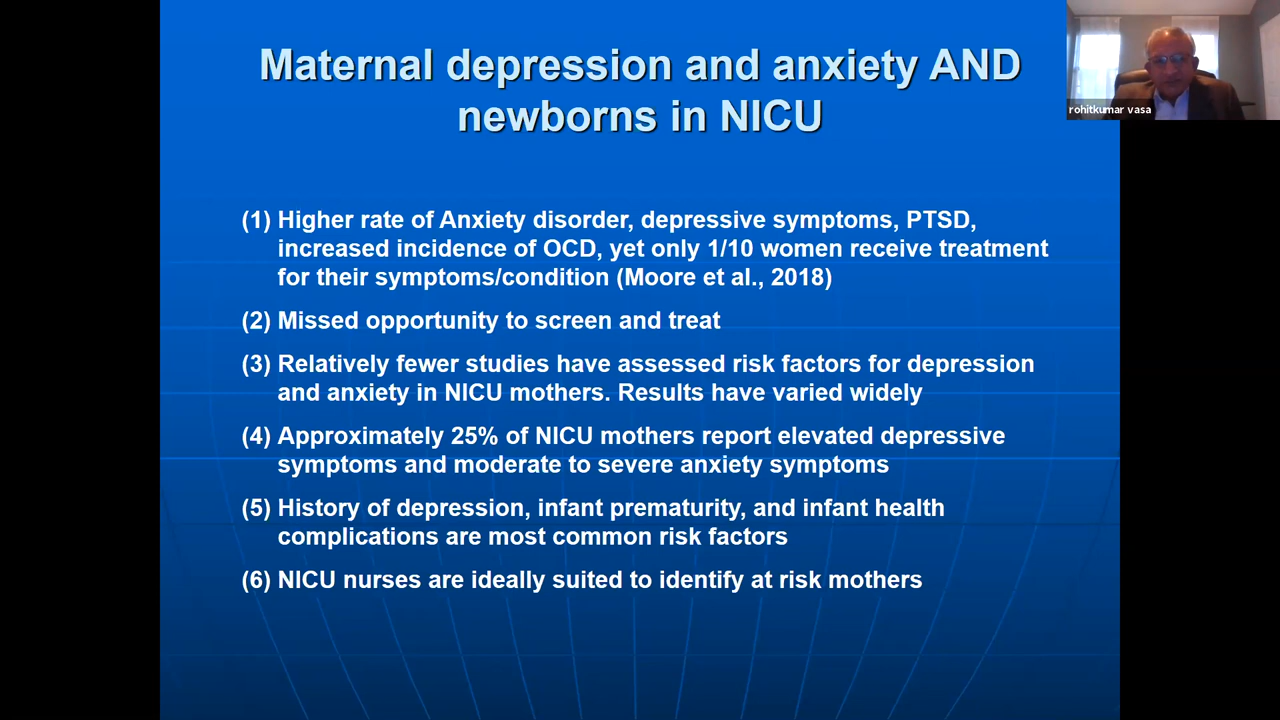 Maternal depression and anxiety AND
newborns in NICU
rohitkumar vasa
(1) Higher rate of Anxiety disorder, depressive symptoms, PTSD,
increased incidence of OCD, yet only 1/10 women receive treatment
for their symptoms/condition (Moore et al., 2018)
(2) Missed opportunity to screen and treat
(3) Relatively fewer studies have assessed risk factors for depression
and anxiety in NICU mothers. Results have varied widely
(4) Approximately 25% of NICU mothers report elevated depressive
symptoms and moderate to severe anxiety symptoms
(5) History of depression, infant prematurity, and infant health
complications are most common risk factors
(6) NICU nurses are ideally suited to identify at risk mothers